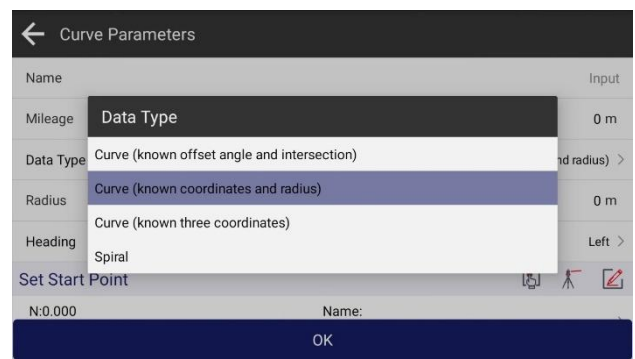 Curve Parameters
Name Input
Mileage 0 m
Data Type
Curve (known offset angle and intersection)
Data Type nd radius) >
Curve (known coordinates and radius)
Radius 0 m
Curve (known three coordinates)
Heading Left >
Spiral
Set Start Point
N:0.000 Name:
OK